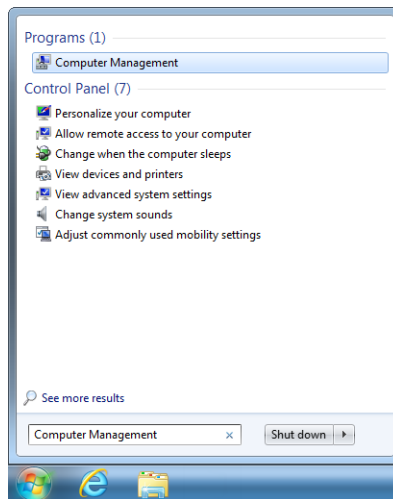 Programs (1)
Computer Management
Control Panel (7)
Personalize your computer
Allow remote access to your computer
Change when the computer sleeps
View devices and printers
View advanced system settings
Change system sounds
Adjust commonly used mobility settings
See more results
Computer Management × Shut down